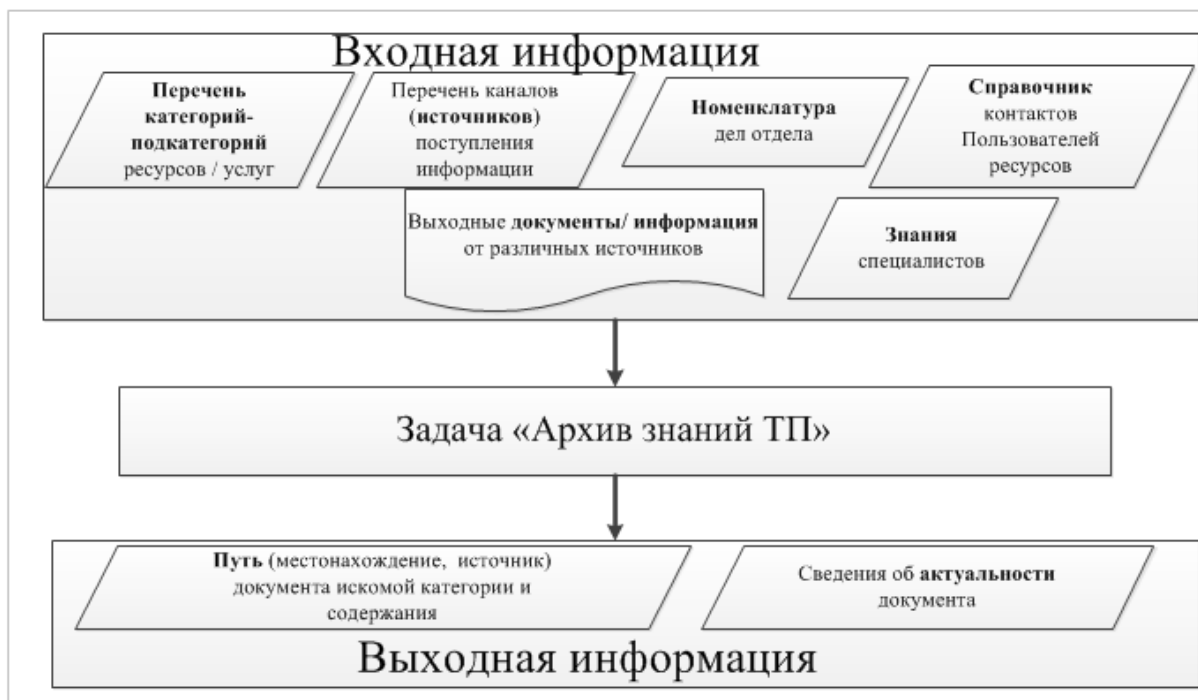 Входная информация
Перечень
категорий-
подкатегорий
ресурсов / услуг
Перечень каналов
(источников)
поступления
информации
Номенклатура
дел отдела
Справочник
контактов
Пользователей
ресурсов
Выходные документы/ информация
от различных источников
Знания
специалистов
Задача «Архив знаний ТП»
Путь (местонахождение, источник)
документа искомой категории и
содержания
Сведения об актуальности
документа
Выходная информация